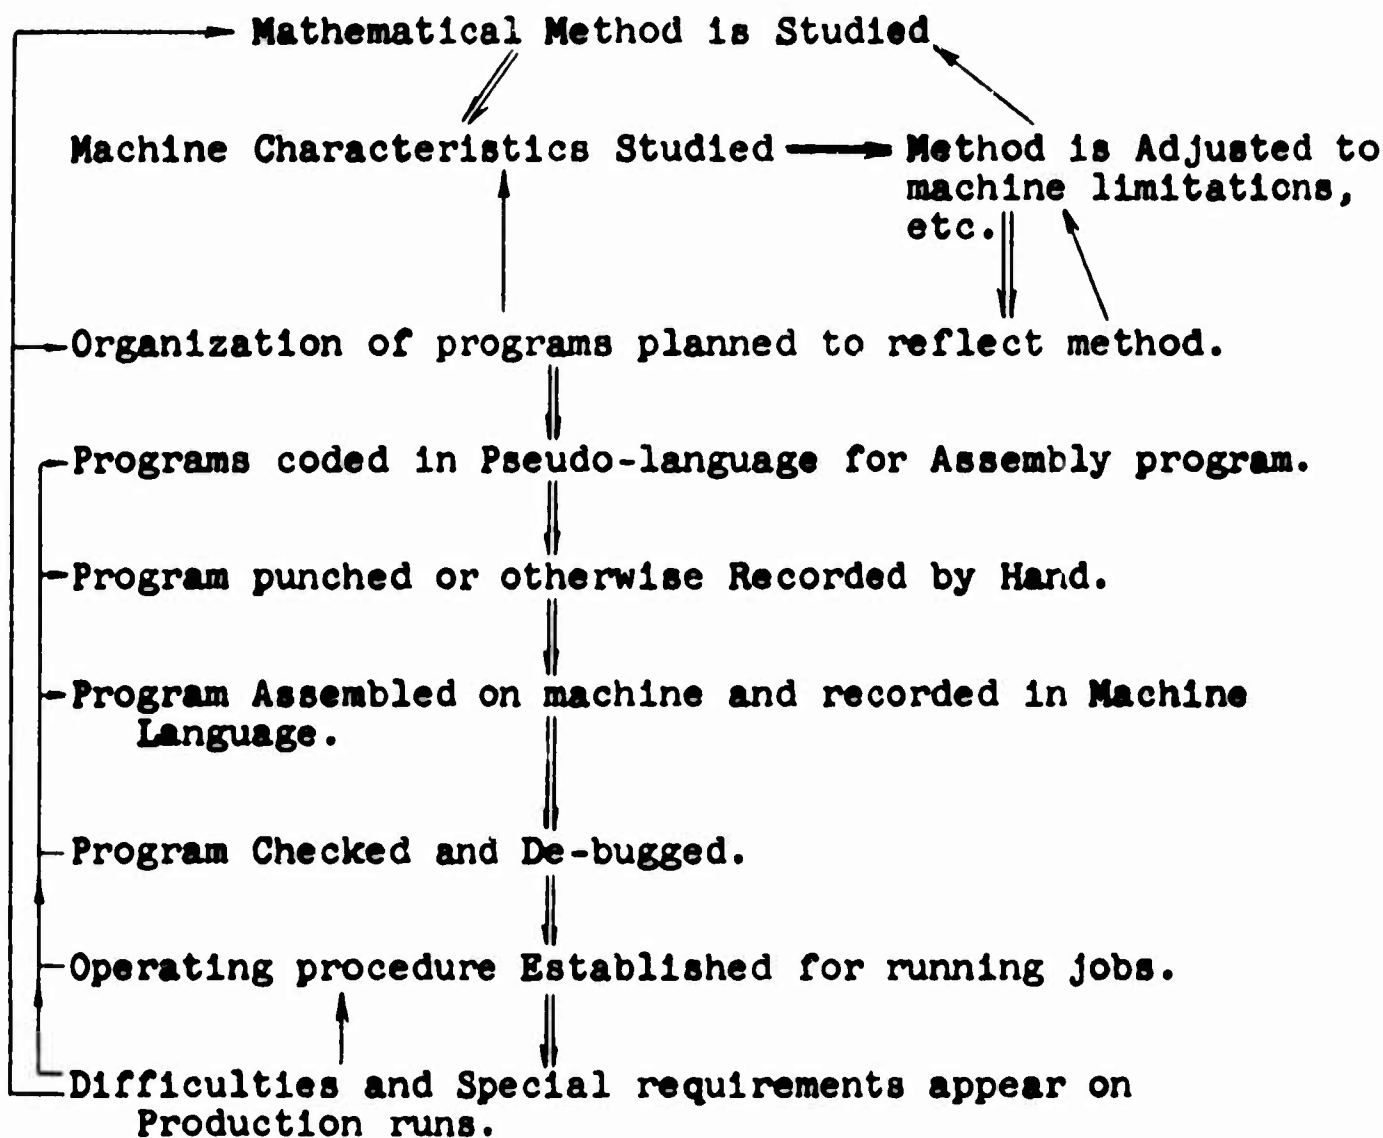 Mathematical Method is Studied
Machine Characteristics Studied
Method is Adjusted to
machine limitations,
etc.
Organization of programs planned to reflect method.
Programs coded in Pseudo-language for Assembly program.
Program punched or otherwise Recorded by Hand.
Program Assembled on machine and recorded in Machine
Language.
Program Checked and De-bugged.
Operating procedure Established for running jobs.
Difficulties and Special requirements appear on
Production runs.